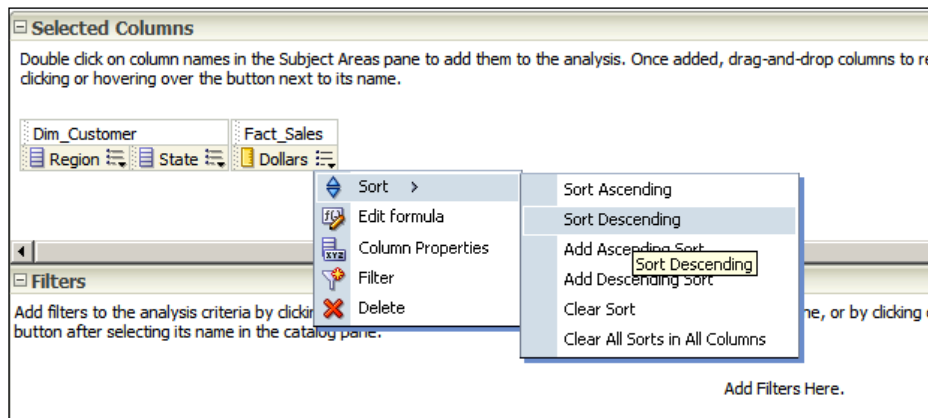 Selected Columns
Double click on column names in the Subject Areas pane to add them to the analysis. Once added, drag-and-drop columns to re
clicking or hovering over the button next to its name.
Dim_Customer Fact_Sales
Region State Dollars
Sort >
Edit formula
Column Properties
Filter
Delete
Sort Ascending
Sort Descending
Add Ascending Sort
Sort Descending
Add Descending Sort
Clear Sort
Clear All Sorts in All Columns
Filters
Add filters to the analysis criteria by ne, or by clicking
button after selecting its name in the catalog pane.
Add Filters Here.